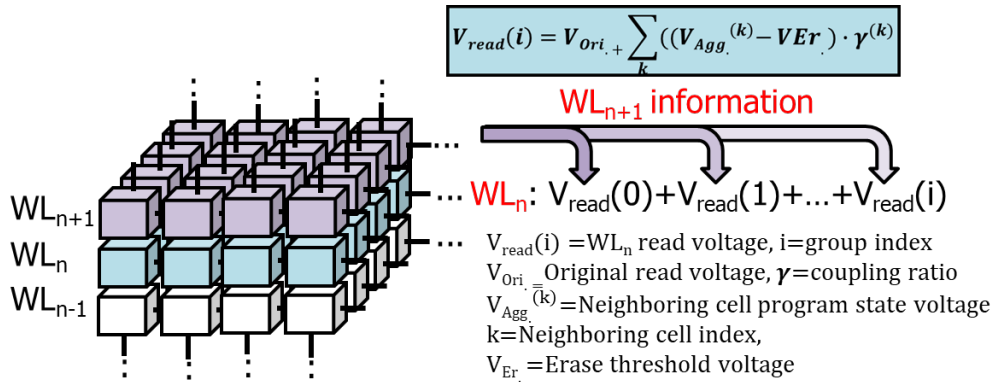 V_read(i) = V_Ori. + ∑_k ((V_Agg.^(k) − VEr.) · γ^(k)
WL_n+1 information
WL_n: V_read(0)+V_read(1)+...+V_read(i)
WL_n+1
WL_n
WL_n-1
V_read(i) =WL_n read voltage, i=group index
V_Ori. =Original read voltage, γ=coupling ratio
V_Agg.^(k)=Neighboring cell program state voltage
k=Neighboring cell index,
V_Er =Erase threshold voltage